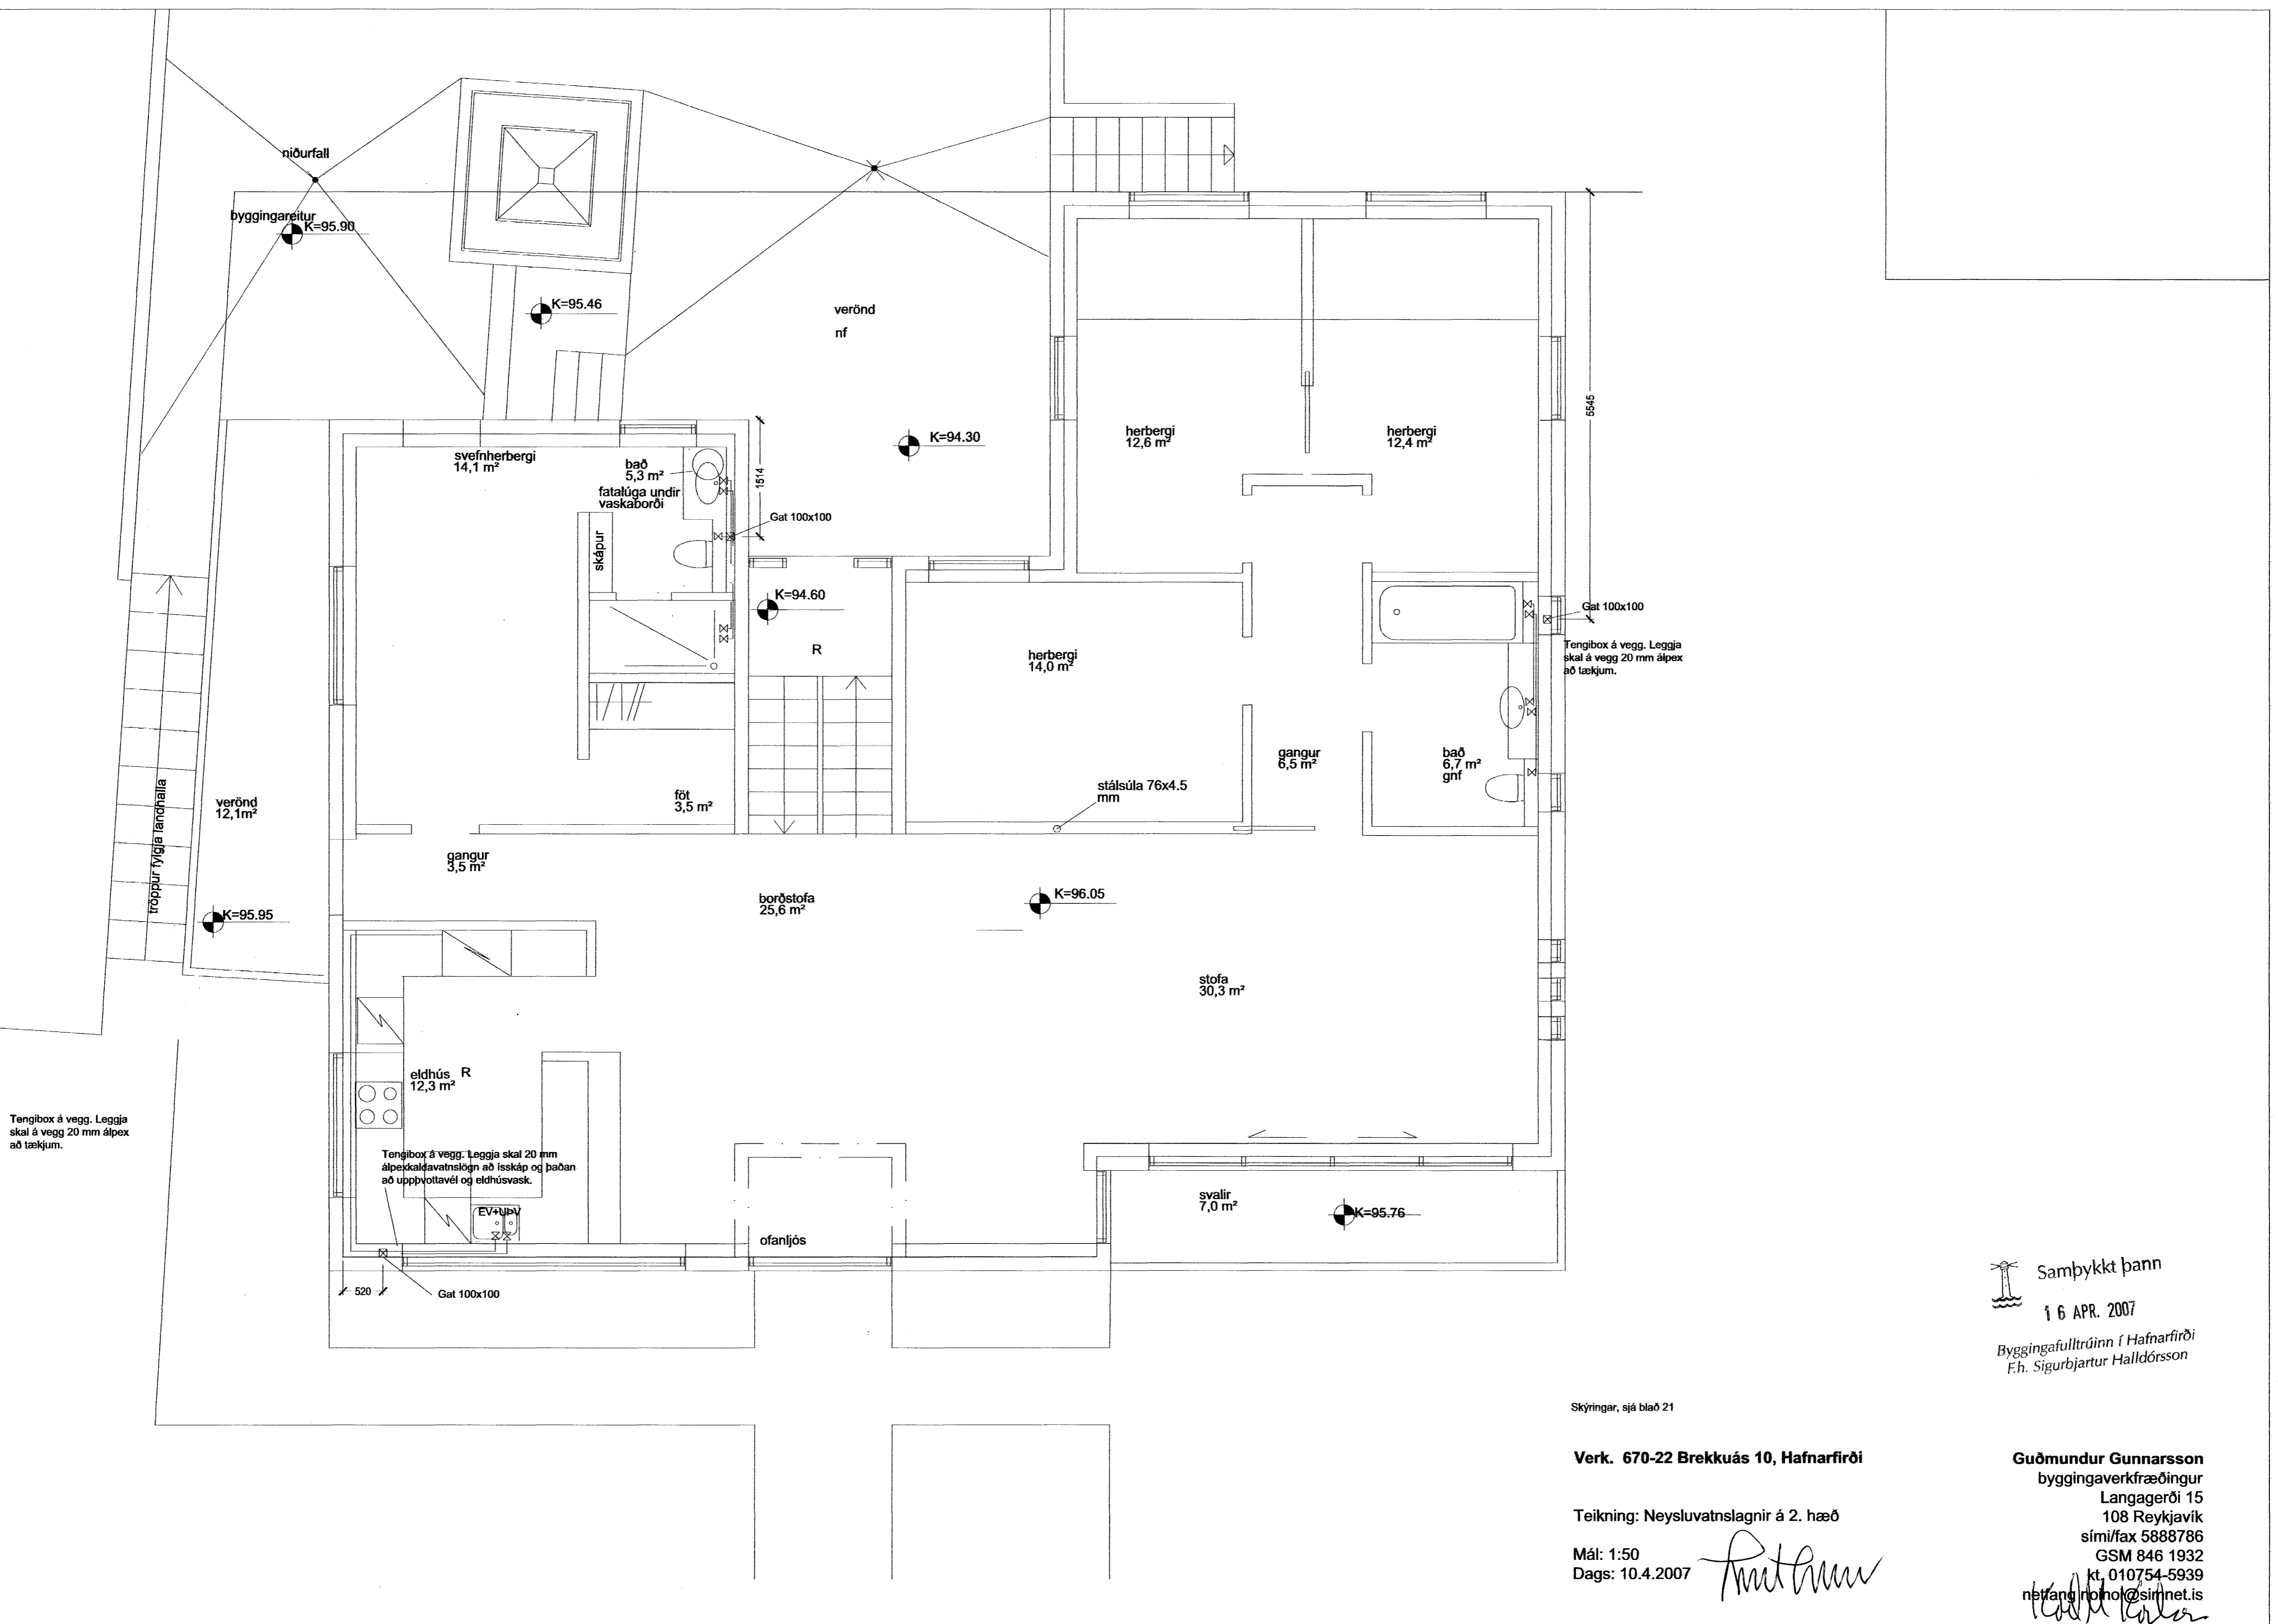 niðurfall
byggingareitur
K=95.90
K=95.46
verönd
nf
K=94.30
herbergi
12,6 m²
herbergi
12,4 m²
5545
svefnherbergi
14,1 m²
bað
5,3 m²
fatalúga undir
vaskaborði
skápur
1514
Gat 100x100
K=94.60
R
herbergi
14,0 m²
Gat 100x100
Tengibox á vegg. Leggja
skal á vegg 20 mm álpex
að tækjum.
gangur
6,5 m²
bað
6,7 m²
gnf
stálsúla 76x4.5
mm
föt
3,5 m²
verönd
12,1m²
tröppur fylgja landhalla
K=95.95
gangur
3,5 m²
borðstofa
25,6 m²
K=96.05
stofa
30,3 m²
eldhús R
12,3 m²
Tengibox á vegg. Leggja
skal á vegg 20 mm álpex
að tækjum.
Tengibox á vegg. Leggja skal 20 mm
álpexkaldavatnslögn að ísskáp og þaðan
að uppþvottavél og eldhúsvask.
EV+UÞV
ofanljós
svalir
7,0 m²
K=95.76
520
Gat 100x100
Samþykkt þann
16 APR. 2007
Byggingafulltrúinn í Hafnarfirði
F.h. Sigurbjartur Halldórsson
Skýringar, sjá blað 21
Verk. 670-22 Brekkuás 10, Hafnarfirði
Teikning: Neysluvatnslagnir á 2. hæð
Mál: 1:50
Dags: 10.4.2007
Guðmundur Gunnarsson
byggingaverkfræðingur
Langagerði 15
108 Reykjavík
sími/fax 5888786
GSM 846 1932
kt. 010754-5939
netfang